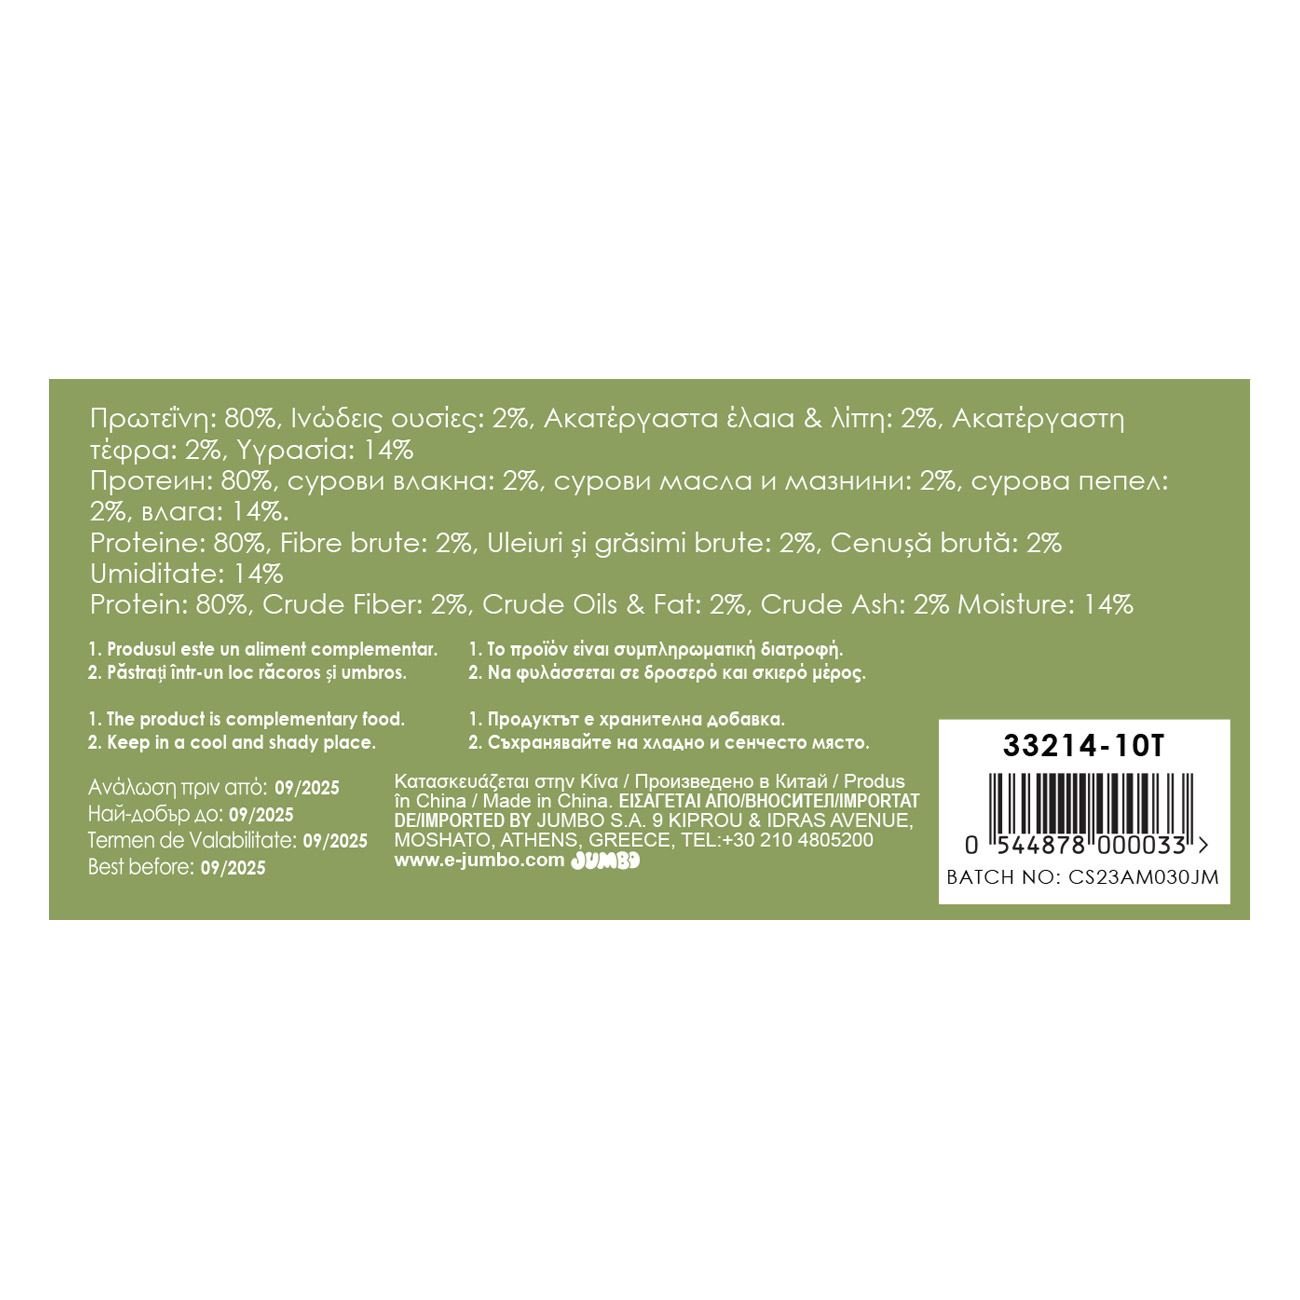 Πρωτεΐνη: 80%, Ινώδεις ουσίες: 2%, Ακατέργαστα έλαια & λίπη: 2%, Ακατέργαστη
τέφρα: 2%, Υγρασία: 14%
Протеин: 80%, сурови влакна: 2%, сурови масла и мазнини: 2%, сурова пепел:
2%, влага: 14%.
Proteine: 80%, Fibre brute: 2%, Uleiuri și grăsimi brute: 2%, Cenușă brută: 2%
Umiditate: 14%
Protein: 80%, Crude Fiber: 2%, Crude Oils & Fat: 2%, Crude Ash: 2% Moisture: 14%
1. Produsul este un aliment complementar.
2. Păstrați într-un loc răcoros și umbros.
1. Το προϊόν είναι συμπληρωματική διατροφή.
2. Να φυλάσσεται σε δροσερό και σκιερό μέρος.
1. The product is complementary food.
2. Keep in a cool and shady place.
1. Продуктът е хранителна добавка.
2. Съхранявайте на хладно и сенчесто място.
Ανάλωση πριν από: 09/2025
Най-добър до: 09/2025
Termen de Valabilitate: 09/2025
Best before: 09/2025
Κατασκευάζεται στην Κίνα / Произведено в Китай / Produs
în China / Made in China. ΕΙΣΑΓΕΤΑΙ ΑΠΟ/ВНОСИТЕЛ/IMPORTAT
DE/IMPORTED BY JUMBO S.A. 9 KIPROU & IDRAS AVENUE,
MOSHATO, ATHENS, GREECE, TEL:+30 210 4805200
www.e-jumbo.com JUMBO
33214-10T
0 544878 000033 >
BATCH NO: CS23AM030JM